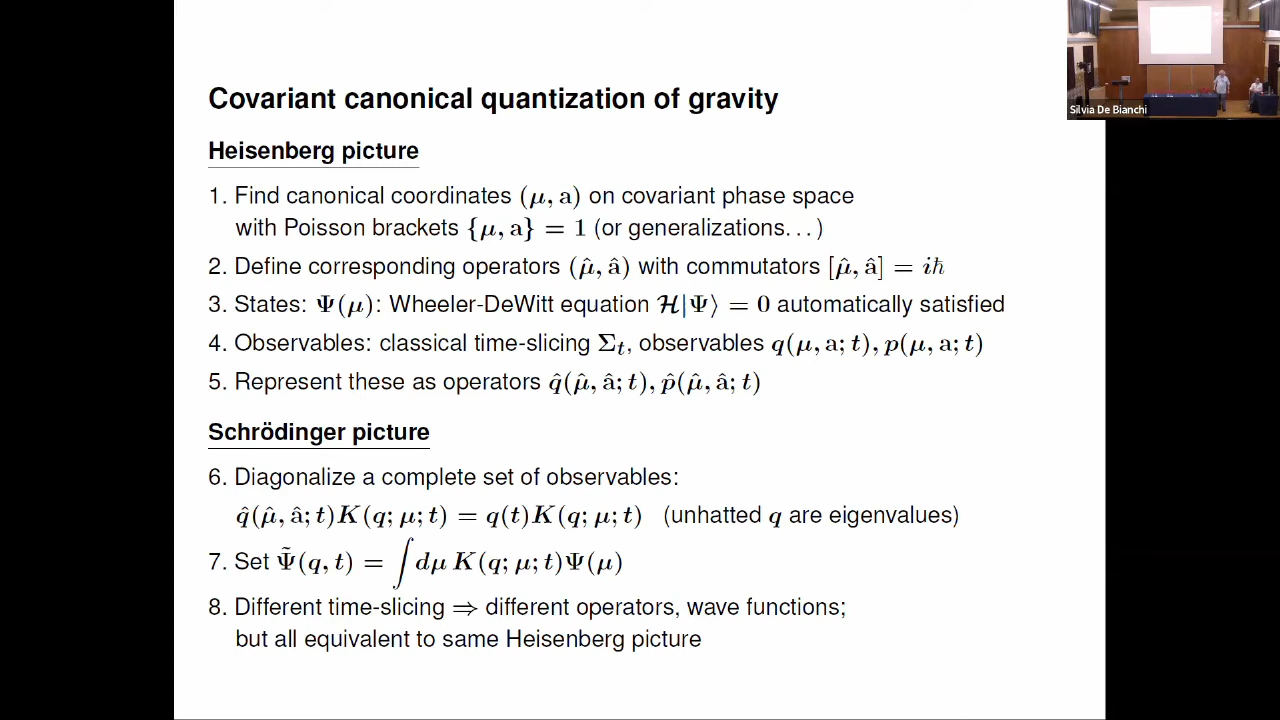 Covariant canonical quantization of gravity
Silvia De Bianchi
Heisenberg picture
1. Find canonical coordinates (μ, a) on covariant phase space
with Poisson brackets {μ, a} = 1 (or generalizations...)
2. Define corresponding operators (μ̂, â) with commutators [μ̂, â] = iħ
3. States: Ψ(μ): Wheeler-DeWitt equation 𝓗|Ψ⟩ = 0 automatically satisfied
4. Observables: classical time-slicing Σₜ, observables q(μ, a; t), p(μ, a; t)
5. Represent these as operators q̂(μ̂, â; t), p̂(μ̂, â; t)
Schrödinger picture
6. Diagonalize a complete set of observables:
q̂(μ̂, â; t)K(q; μ; t) = q(t)K(q; μ; t) (unhatted q are eigenvalues)
7. Set Ψ̃(q, t) = ∫dμ K(q; μ; t)Ψ(μ)
8. Different time-slicing ⇒ different operators, wave functions;
but all equivalent to same Heisenberg picture